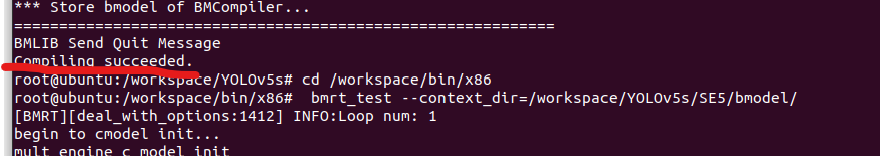 *** Store bmodel of BMCompiler...
============================================================
BMLIB Send Quit Message
Compiling succeeded.
root@ubuntu:/workspace/YOLOv5s# cd /workspace/bin/x86
root@ubuntu:/workspace/bin/x86#  bmrt_test --context_dir=/workspace/YOLOv5s/SE5/bmodel/
[BMRT][deal_with_options:1412] INFO:Loop num: 1
begin to cmodel init...
mult engine c model init